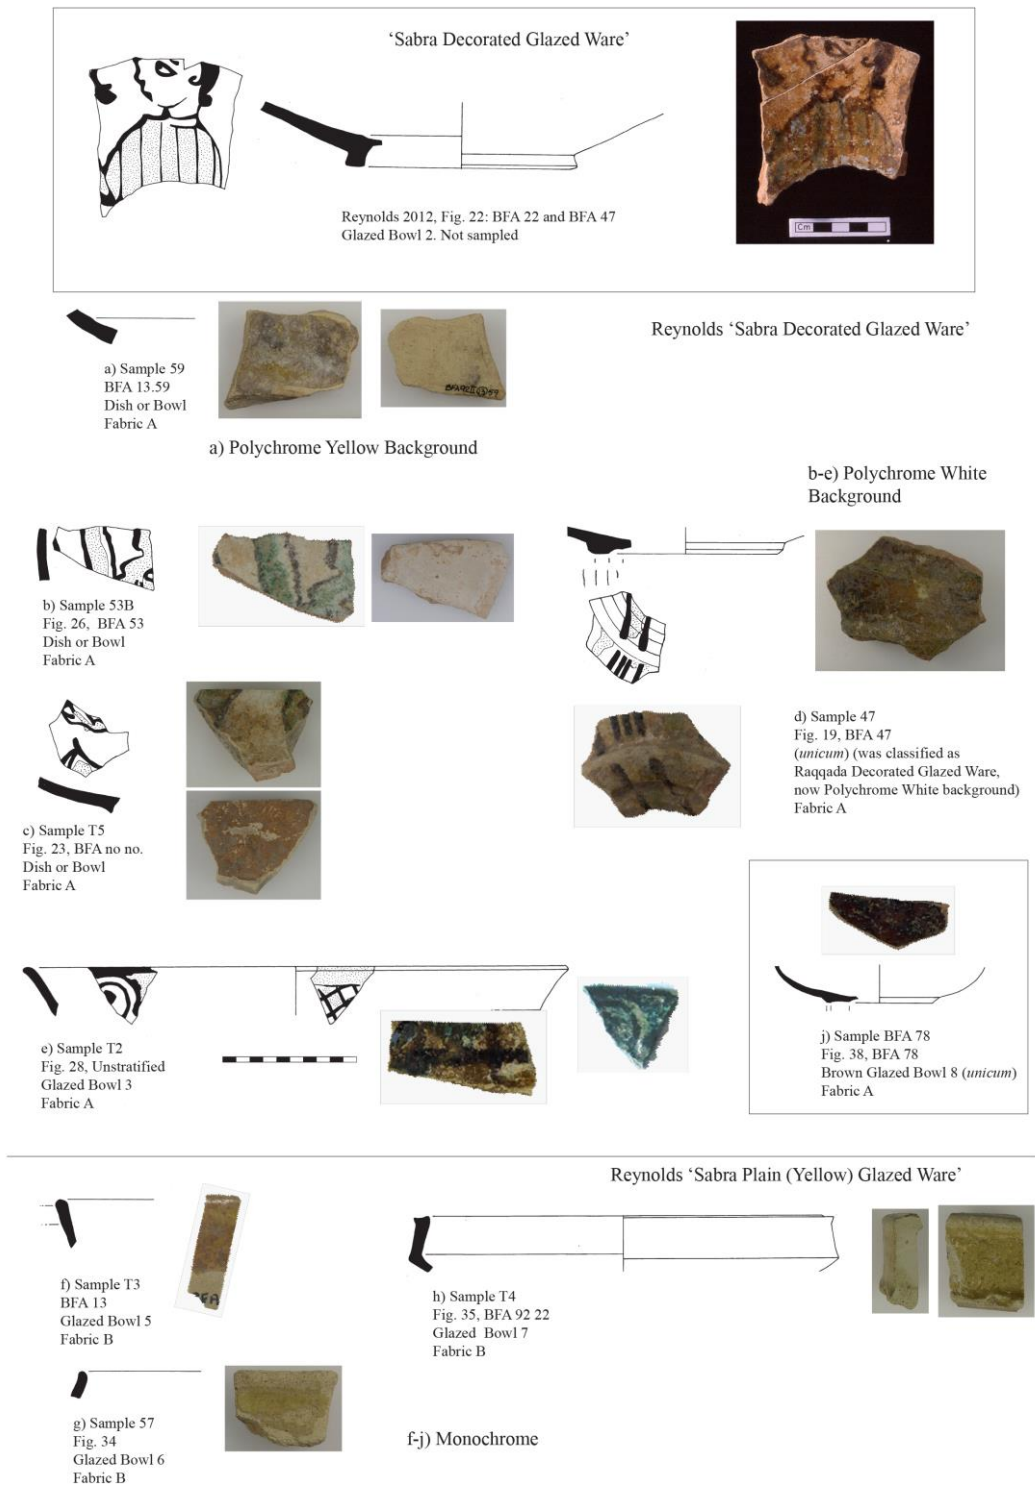 ‘Sabra Decorated Glazed Ware’
Reynolds 2012, Fig. 22: BFA 22 and BFA 47
Glazed Bowl 2. Not sampled
Cm
Reynolds ‘Sabra Decorated Glazed Ware’
a) Sample 59
BFA 13.59
Dish or Bowl
Fabric A
a) Polychrome Yellow Background
b-e) Polychrome White
Background
b) Sample 53B
Fig. 26, BFA 53
Dish or Bowl
Fabric A
c) Sample T5
Fig. 23, BFA no no.
Dish or Bowl
Fabric A
d) Sample 47
Fig. 19, BFA 47
(unicum) (was classified as
Raqqada Decorated Glazed Ware,
now Polychrome White background)
Fabric A
e) Sample T2
Fig. 28, Unstratified
Glazed Bowl 3
Fabric A
j) Sample BFA 78
Fig. 38, BFA 78
Brown Glazed Bowl 8 (unicum)
Fabric A
Reynolds ‘Sabra Plain (Yellow) Glazed Ware’
f) Sample T3
BFA 13
Glazed Bowl 5
Fabric B
h) Sample T4
Fig. 35, BFA 92 22
Glazed Bowl 7
Fabric B
g) Sample 57
Fig. 34
Glazed Bowl 6
Fabric B
f-j) Monochrome